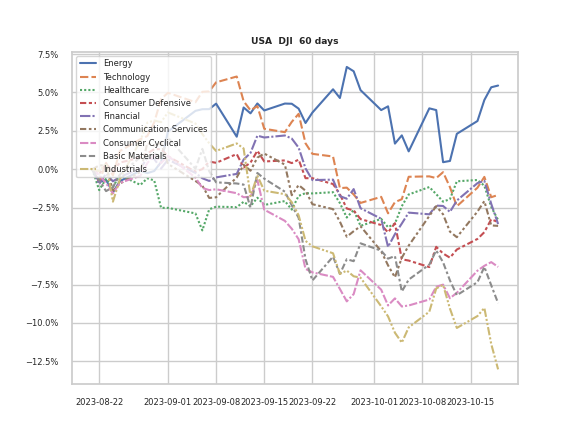 USA DJI 60 days
7.5%
5.0%
2.5%
0.0%
−2.5%
−5.0%
−7.5%
−10.0%
−12.5%
Energy
Technology
Healthcare
Consumer Defensive
Financial
Communication Services
Consumer Cyclical
Basic Materials
Industrials
2023-08-22
2023-09-01
2023-09-08
2023-09-15
2023-09-22
2023-10-01
2023-10-08
2023-10-15